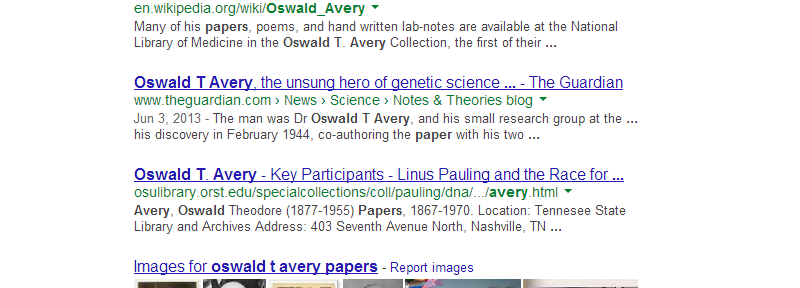 en.wikipedia.org/wiki/Oswald_Avery
Many of his papers, poems, and hand written lab-notes are available at the National
Library of Medicine in the Oswald T. Avery Collection, the first of their ...
Oswald T Avery, the unsung hero of genetic science ... - The Guardian
www.theguardian.com › News › Science › Notes & Theories blog
Jun 3, 2013 - The man was Dr Oswald T Avery, and his small research group at the ...
his discovery in February 1944, co-authoring the paper with his two ...
Oswald T. Avery - Key Participants - Linus Pauling and the Race for ...
osulibrary.orst.edu/specialcollections/coll/pauling/dna/.../avery.html
Avery, Oswald Theodore (1877-1955) Papers, 1867-1970. Location: Tennesee State
Library and Archives Address: 403 Seventh Avenue North, Nashville, TN ...
Images for oswald t avery papers - Report images